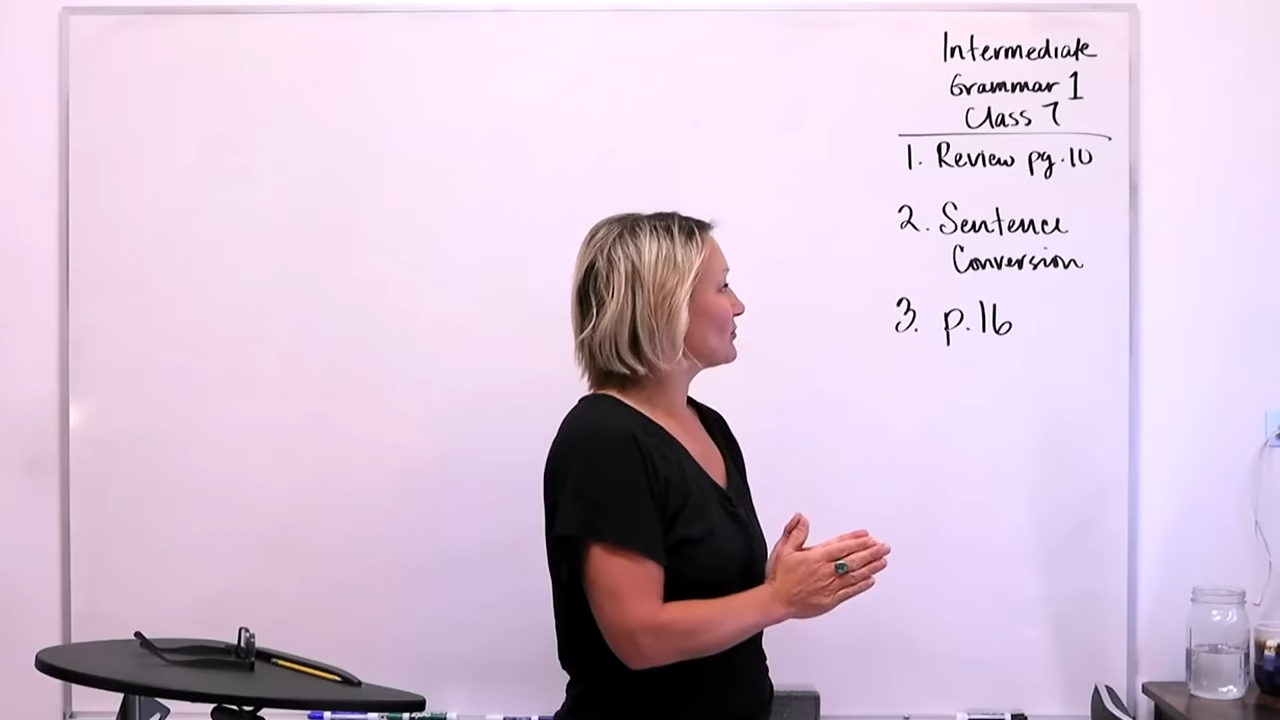 Intermediate
Grammar 1
Class 7
1. Review pg. 10
2. Sentence
Conversion
3. p. 16